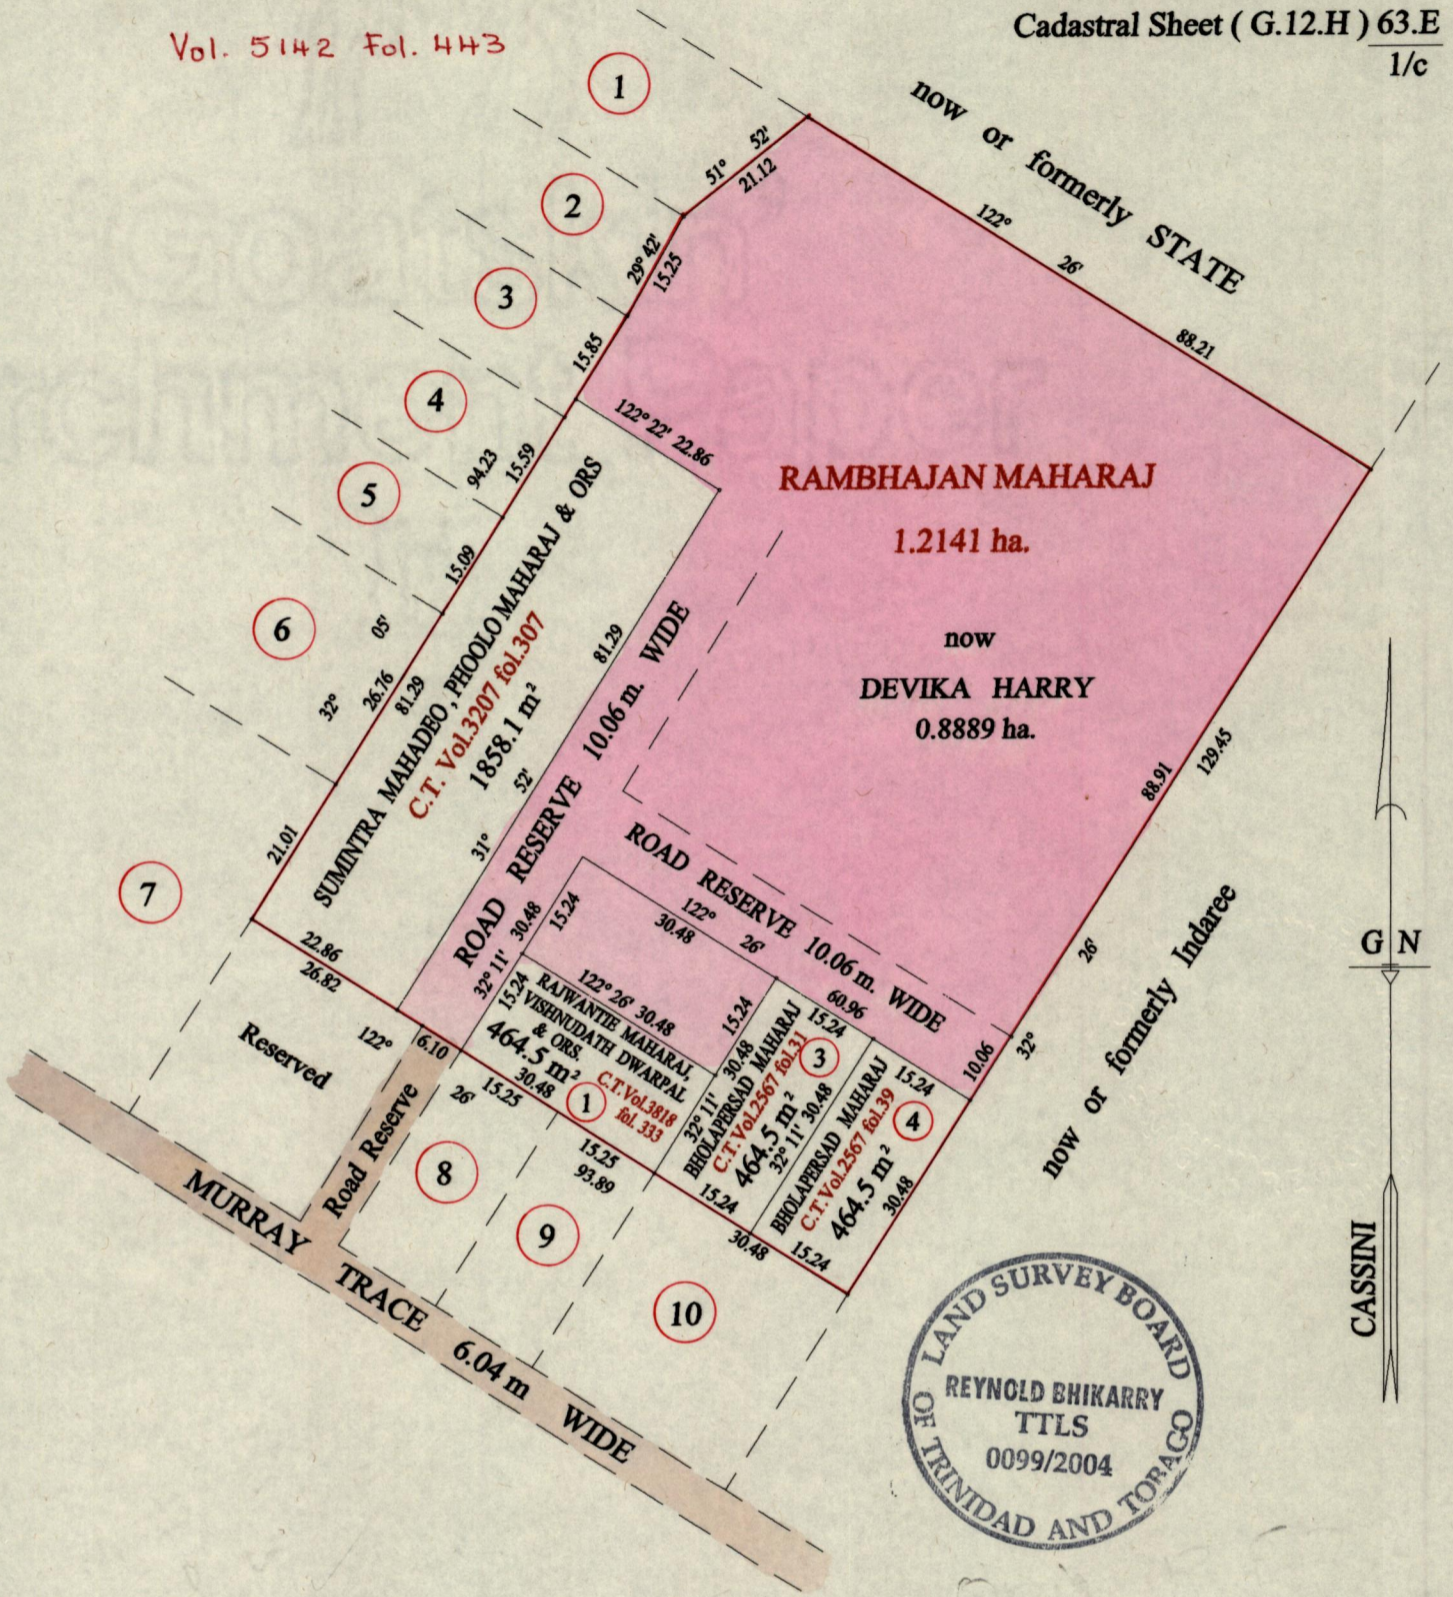 Vol. 5142 Fol. 443
Cadastral Sheet ( G.12.H ) 63.E
1/c
now or formerly STATE
1
2
3
4
5
6
7
51° 52'
21.12
29° 42'
15.25
15.85
122° 26'
88.21
122° 22' 22.86
94.23
15.59
15.09
32° 05'
26.76
81.29
21.01
RAMBHAJAN MAHARAJ
1.2141 ha.
now
DEVIKA HARRY
0.8889 ha.
SUMINTRA MAHADEO , PHOOLO MAHARAJ & ORS
C.T. Vol.3207 fol.307
1858.1 m²
81.29
31° 52'
ROAD RESERVE 10.06 m. WIDE
ROAD RESERVE 10.06 m. WIDE
88.91
129.45
32° 26'
now or formerly Indaree
22.86
26.82
122° 26'
6.10
32° 11' 30.48
15.24
15.24
122° 26'
30.48
60.96
122° 26' 30.48
15.24
RAJWANTIE MAHARAJ,
VISHNUDATH DWARPAL
& ORS.
464.5 m²
C.T.Vol.3818
fol. 333
1
30.48
15.25
15.25
93.89
32° 11' 30.48
BHOLAPERSAD MAHARAJ
C.T.Vol.2567 fol.31
464.5 m²
3
15.24
15.24
32° 11' 30.48
BHOLAPERSAD MAHARAJ
C.T.Vol.2567 fol.39
464.5 m²
4
15.24
15.24
30.48
30.48
10.06
Reserved
Road Reserve
8
9
10
MURRAY TRACE 6.04 m WIDE
G N
CASSINI
LAND SURVEY BOARD
REYNOLD BHIKARRY
TTLS
0099/2004
OF TRINIDAD AND TOBAGO